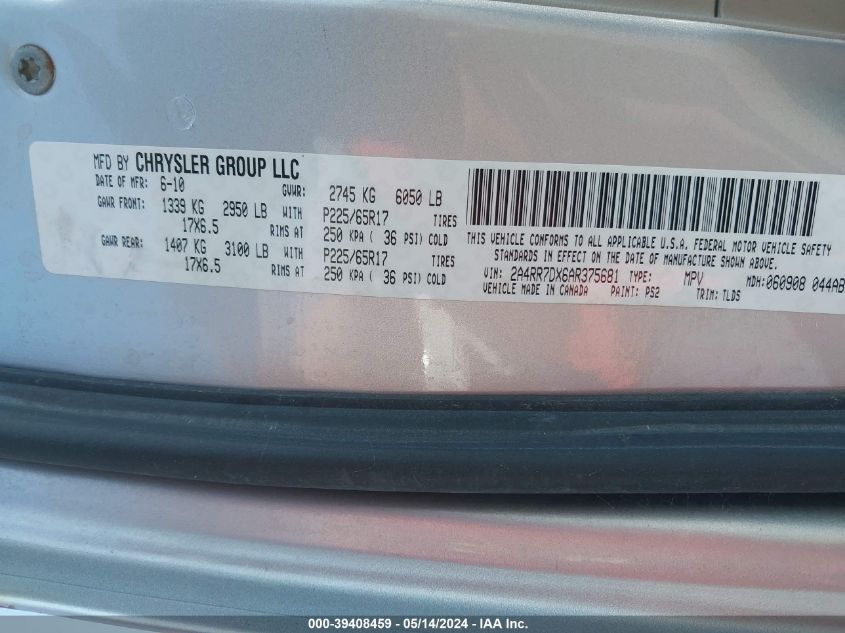 MFD BY CHRYSLER GROUP LLC
DATE OF MFR: 6-10 GVWR: 2745 KG 6050 LB
GAWR FRONT: 1339 KG 2950 LB WITH P225/65R17 TIRES
17X6.5 RIMS AT 250 KPA ( 36 PSI) COLD
GAWR REAR: 1407 KG 3100 LB WITH P225/65R17 TIRES
17X6.5 RIMS AT 250 KPA ( 36 PSI) COLD
THIS VEHICLE CONFORMS TO ALL APPLICABLE U.S.A. FEDERAL MOTOR VEHICLE SAFETY
STANDARDS IN EFFECT ON THE DATE OF MANUFACTURE SHOWN ABOVE.
VIN: 2A4RR7DX6AR375681 TYPE: MPV MDH:060908 044AB
VEHICLE MADE IN CANADA PAINT: PS2 TRIM: TLDS
000-39408459 - 05/14/2024 - IAA Inc.